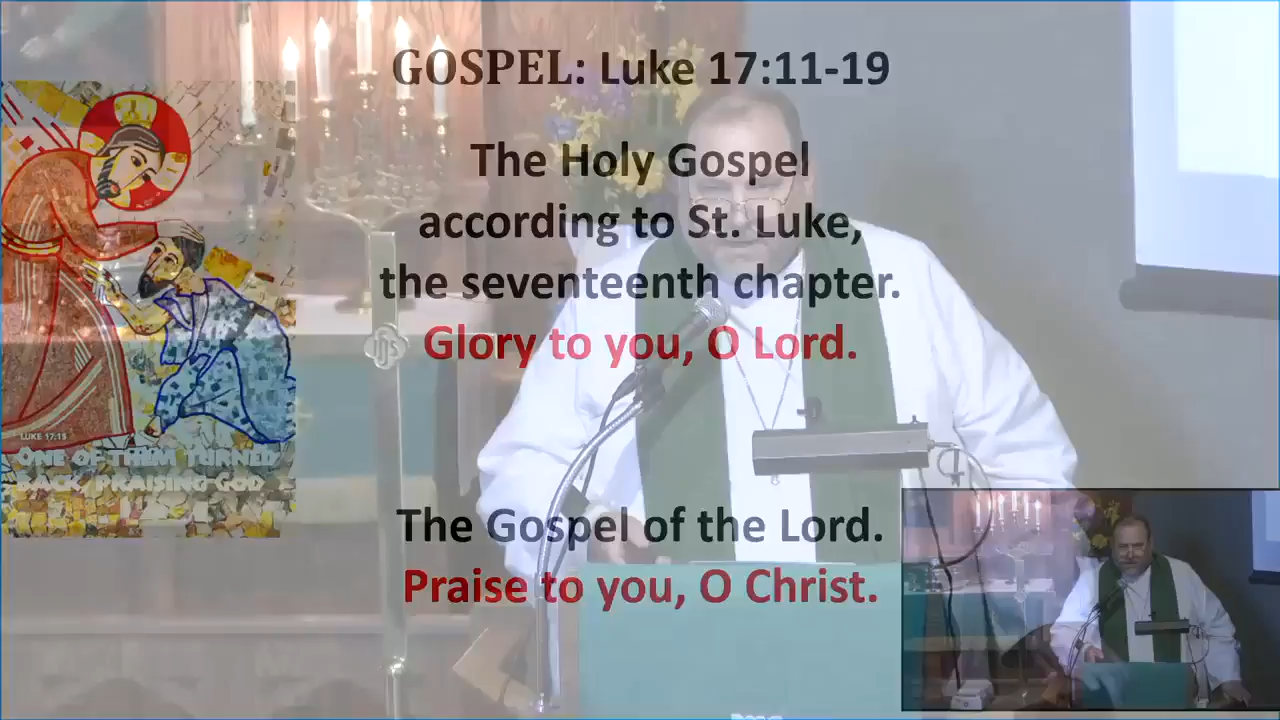 GOSPEL: Luke 17:11-19
The Holy Gospel
according to St. Luke,
the seventeenth chapter.
Glory to you, O Lord.
The Gospel of the Lord.
Praise to you, O Christ.
LUKE 17:15
ONE OF THEM TURNED
BACK, PRAISING GOD
IHS